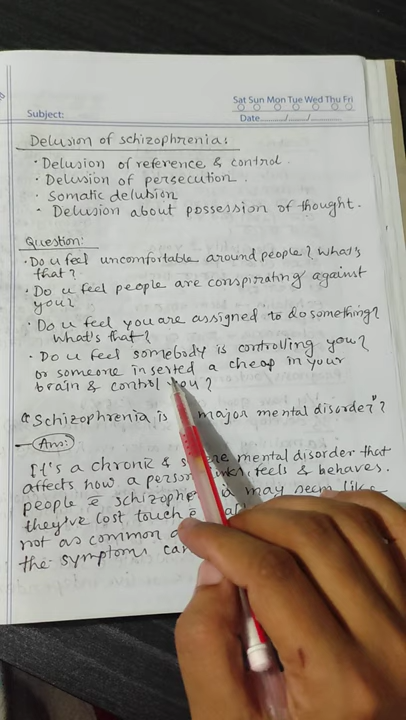 Sat Sun Mon Tue Wed Thu Fri
Subject:
Date........../........./..........
Delusion of schizophrenia:
· Delusion of reference & control.
· Delusion of persecution.
· Somatic delusion
· Delusion about possession of thought.
Question:
· Do u feel uncomfortable around people? What's
that?
· Do u feel people are conspirating against
you?
· Do u feel you are assigned to do something?
What's that?
· Do u feel somebody is controlling you?
or someone inserted a cheap in your
brain & control you?
"Schizophrenia is major mental disorder"?
Ans:
It's a chronic & mental disorder that
affects how a person feels & behaves.
people c̄ may seem like
they've lost touch c̄
not as common
the symptoms can